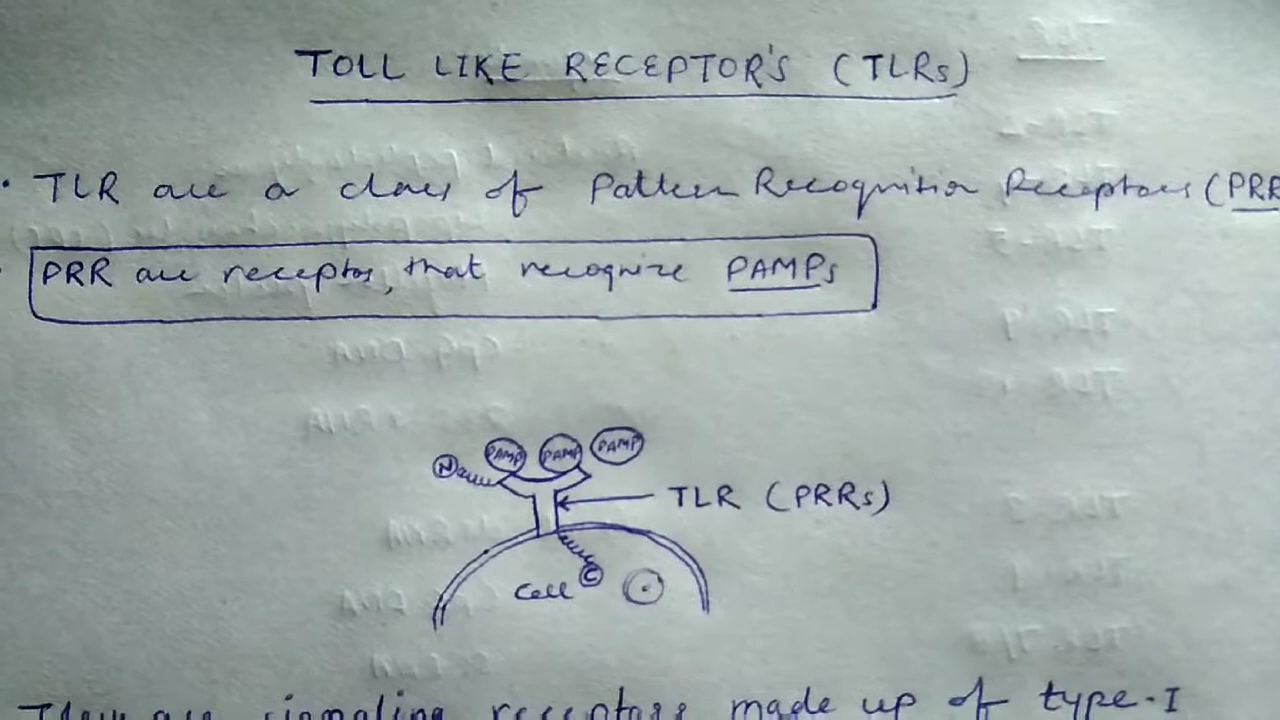 TOLL LIKE RECEPTOR'S (TLRs)
• TLR are a class of Pattern Recognition Receptors (PRR
PRR are receptos, that recognize PAMPs
PAMP PAMP PAMP
N
TLR (PRRs)
C
Cell
They are signaling receptors made up of type-I